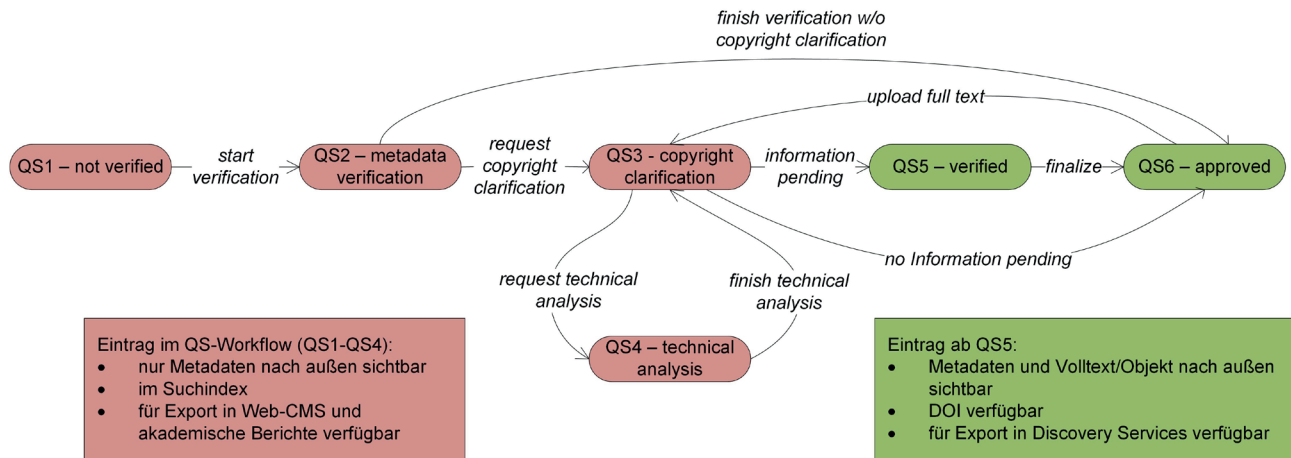 finish verification w/o
copyright clarification
upload full text
QS1 – not verified
start
verification
QS2 – metadata
verification
request
copyright
clarification
QS3 - copyright
clarification
information
pending
QS5 – verified
finalize
QS6 – approved
no Information pending
request technical
analysis
finish technical
analysis
QS4 – technical
analysis
Eintrag im QS-Workflow (QS1-QS4):
• nur Metadaten nach außen sichtbar
• im Suchindex
• für Export in Web-CMS und
akademische Berichte verfügbar
Eintrag ab QS5:
• Metadaten und Volltext/Objekt nach außen
sichtbar
• DOI verfügbar
• für Export in Discovery Services verfügbar